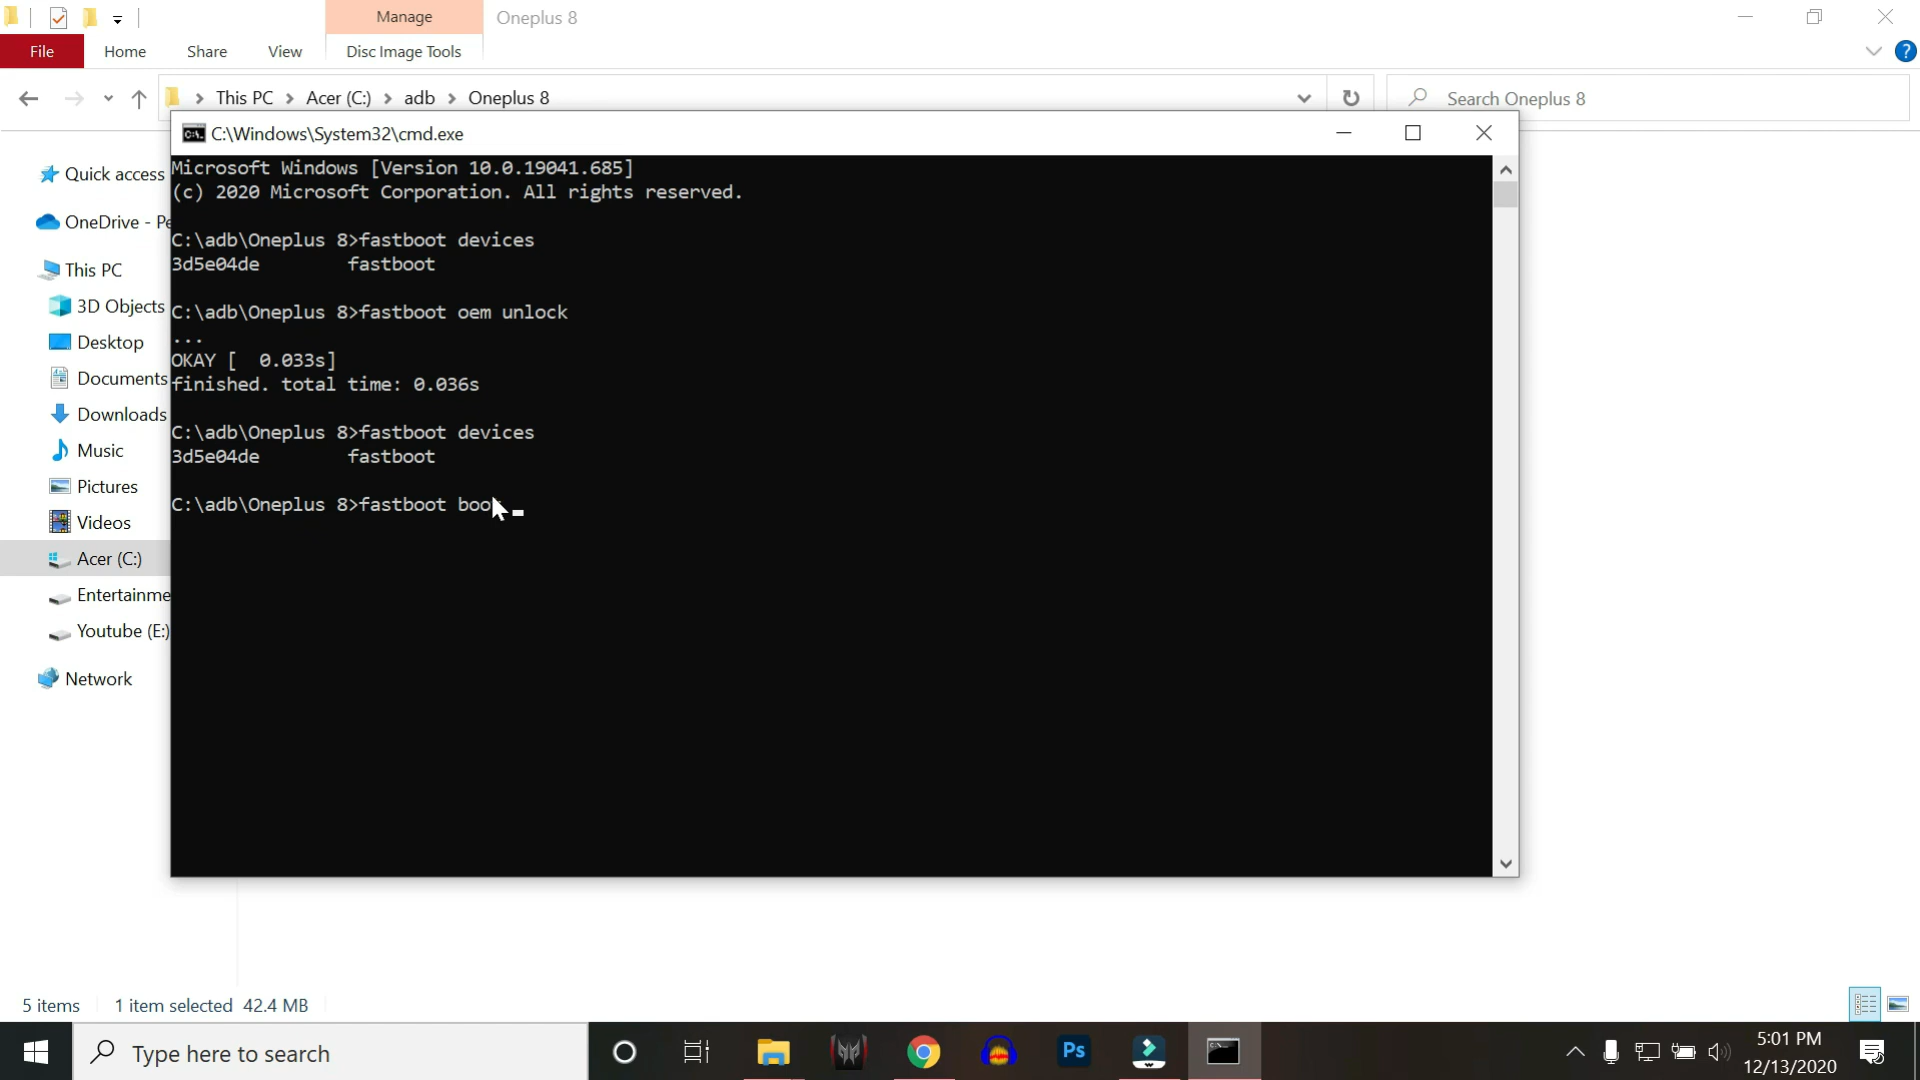 Manage
Oneplus 8
File
Home
Share
View
Disc Image Tools
?
This PC
Acer (C:)
adb
Oneplus 8
Search Oneplus 8
C:\Windows\System32\cmd.exe
Quick access
OneDrive - Pe
This PC
3D Objects
Desktop
Documents
Downloads
Music
Pictures
Videos
Acer (C:)
Entertainme
Youtube (E:)
Network
Microsoft Windows [Version 10.0.19041.685]
(c) 2020 Microsoft Corporation. All rights reserved.
C:\adb\Oneplus 8>fastboot devices
3d5e04de        fastboot
C:\adb\Oneplus 8>fastboot oem unlock
...
OKAY [  0.033s]
finished. total time: 0.036s
C:\adb\Oneplus 8>fastboot devices
3d5e04de        fastboot
C:\adb\Oneplus 8>fastboot boot
5 items
1 item selected
42.4 MB
Type here to search
Ps
5:01 PM
12/13/2020